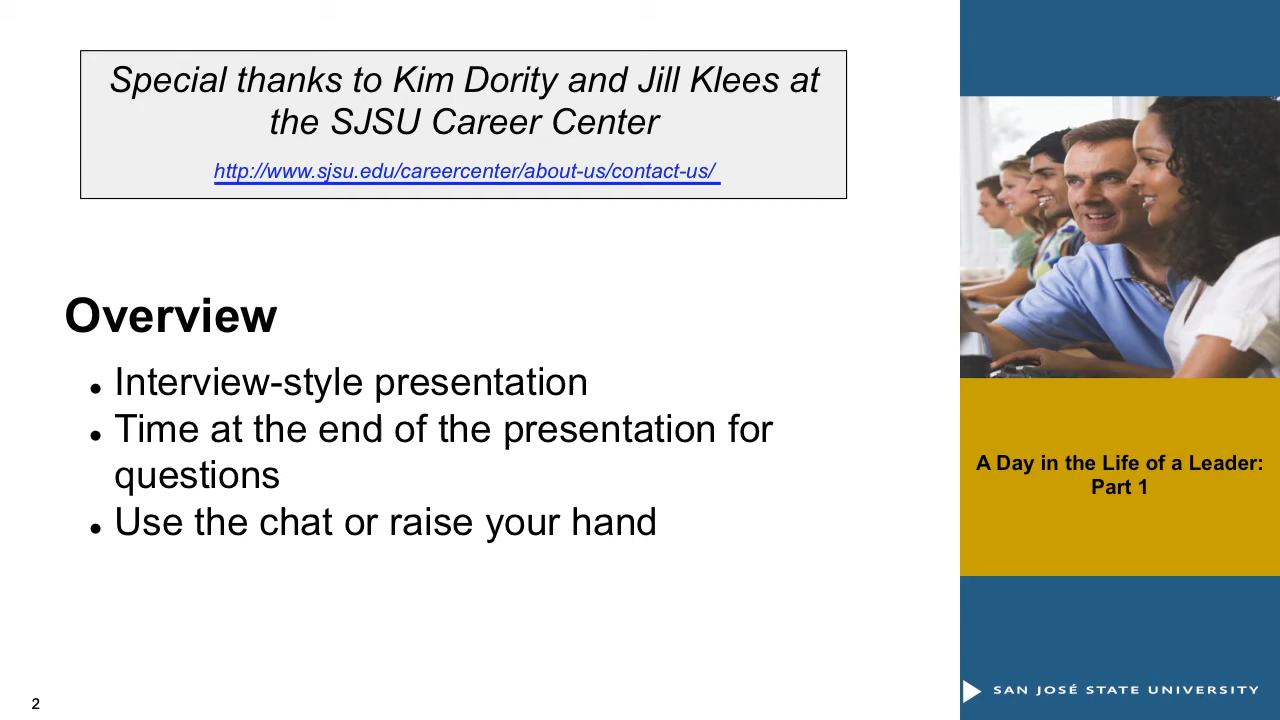 Special thanks to Kim Dority and Jill Klees at
the SJSU Career Center
http://www.sjsu.edu/careercenter/about-us/contact-us/
Overview
● Interview-style presentation
● Time at the end of the presentation for
questions
● Use the chat or raise your hand
A Day in the Life of a Leader:
Part 1
SAN JOSÉ STATE UNIVERSITY
2